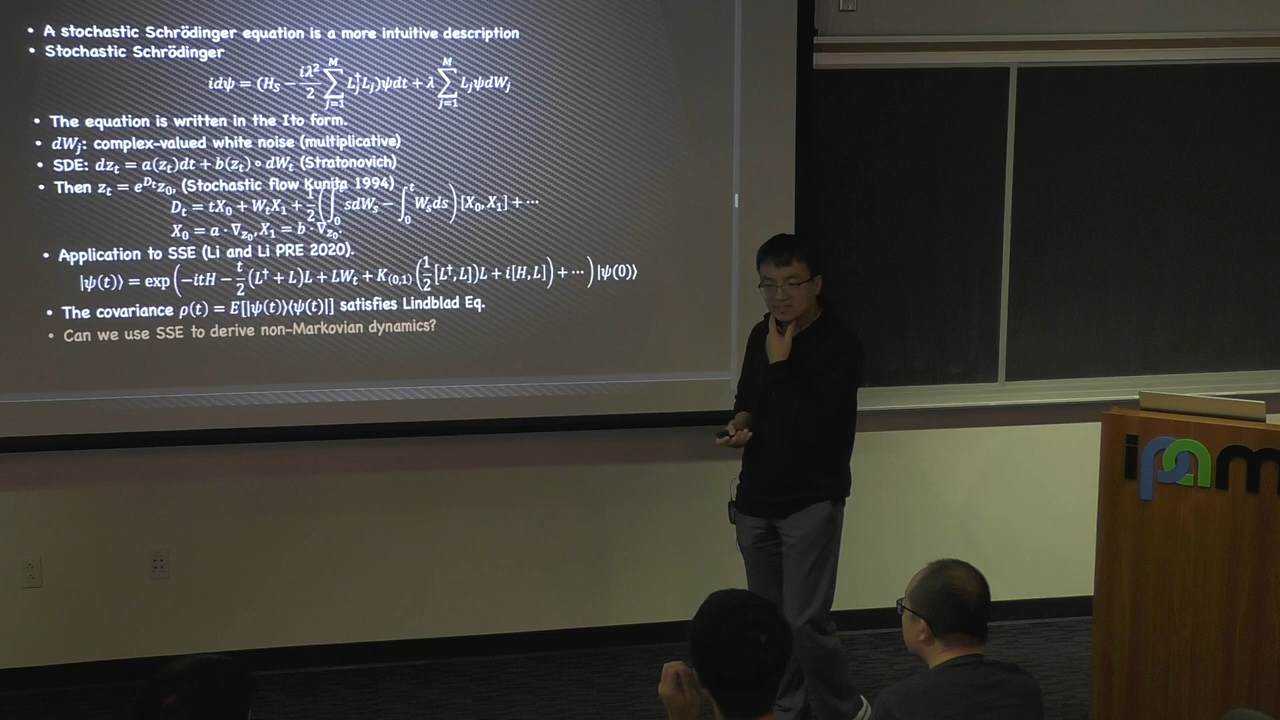 • A stochastic Schrödinger equation is a more intuitive description
• Stochastic Schrödinger
idψ = (H_S − iλ²/2 ∑_{j=1}^{M} L_j^† L_j)ψdt + λ ∑_{j=1}^{M} L_jψdW_j
• The equation is written in the Ito form.
• dW_j: complex-valued white noise (multiplicative)
• SDE: dz_t = a(z_t)dt + b(z_t) ∘ dW_t (Stratonovich)
• Then z_t = e^{D_t}z_0, (Stochastic flow Kunita 1994)
D_t = tX_0 + W_tX_1 + 1/2 (∫_0^t sdW_s − ∫_0^t W_sds) [X_0, X_1] + ⋯
X_0 = a · ∇_{z_0}, X_1 = b · ∇_{z_0}.
• Application to SSE (Li and Li PRE 2020).
|ψ(t)⟩ = exp (−itH − t/2 (L^† + L)L + LW_t + K_{(0,1)} (1/2 [L^†, L])L + i[H, L]) + ⋯ ) |ψ(0)⟩
• The covariance ρ(t) = E[|ψ(t)⟩⟨ψ(t)|] satisfies Lindblad Eq.
• Can we use SSE to derive non-Markovian dynamics?
ipam